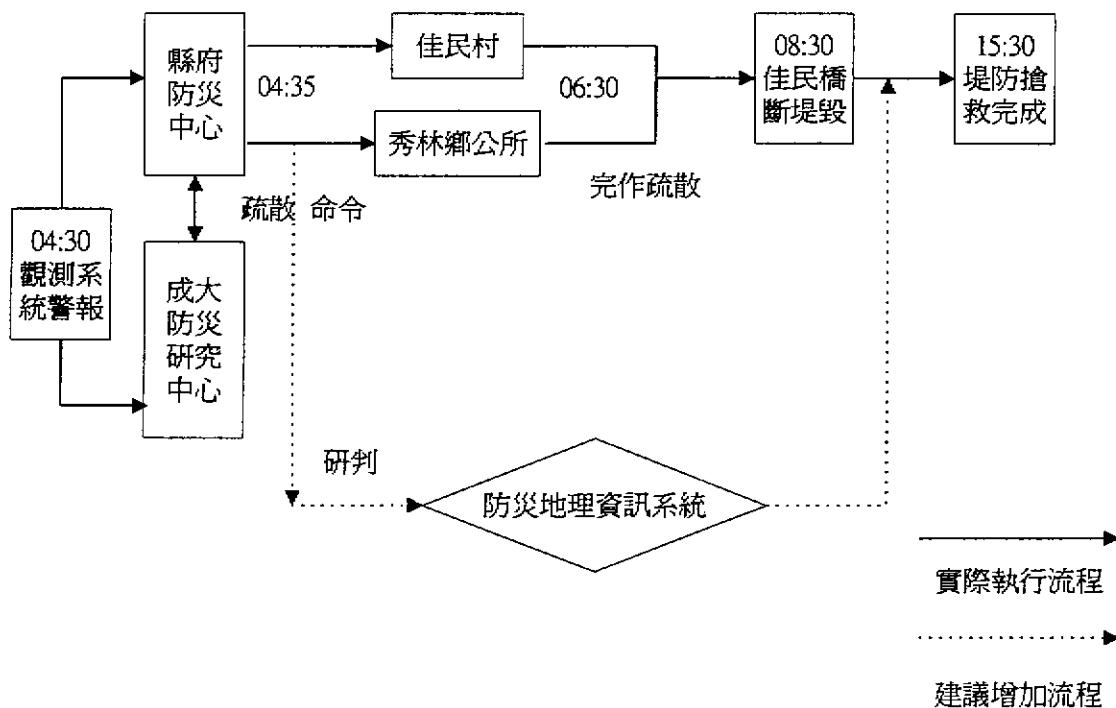 04:30
觀測系
統警報
縣府
防災
中心
成大
防災
研究
中心
04:35
疏散 命令
佳民村
秀林鄉公所
06:30
完作疏散
08:30
佳民橋
斷堤毀
15:30
堤防搶
救完成
研判
防災地理資訊系統
實際執行流程
建議增加流程